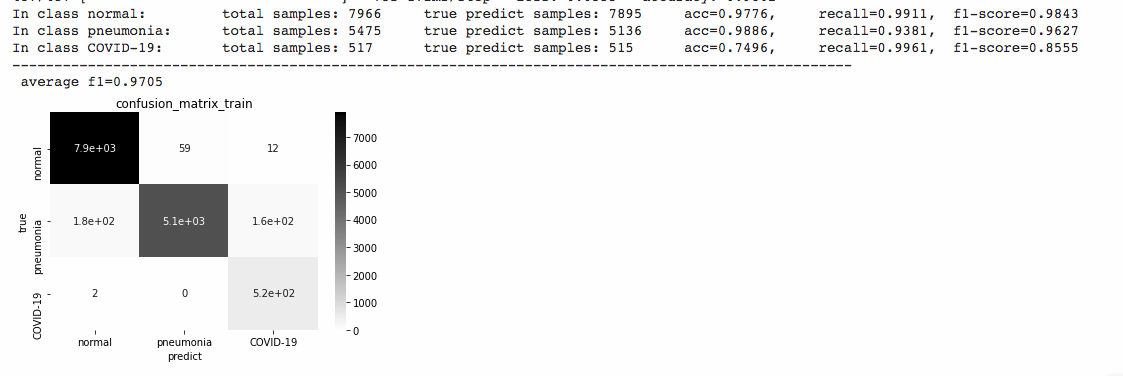 In class normal: total samples: 7966 true predict samples: 7895 acc=0.9776, recall=0.9911, f1-score=0.9843
In class pneumonia: total samples: 5475 true predict samples: 5136 acc=0.9886, recall=0.9381, f1-score=0.9627
In class COVID-19: total samples: 517 true predict samples: 515 acc=0.7496, recall=0.9961, f1-score=0.8555
----------------------------------------------------------------------------------------------------
average f1=0.9705
confusion_matrix_train
normal 7.9e+03 59 12
pneumonia 1.8e+02 5.1e+03 1.6e+02
COVID-19 2 0 5.2e+02
true
normal pneumonia COVID-19
predict
7000
6000
5000
4000
3000
2000
1000
0